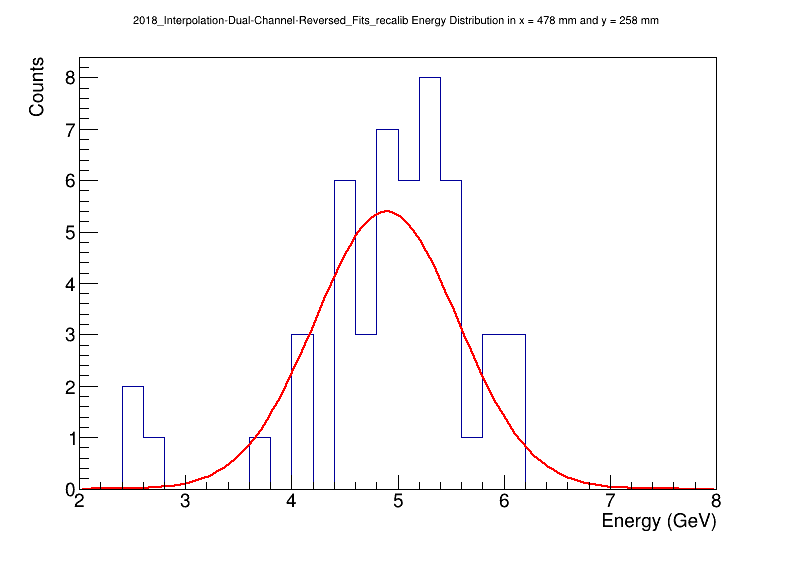 2018_Interpolation-Dual-Channel-Reversed_Fits_recalib Energy Distribution in x = 478 mm and y = 258 mm
Counts
8
7
6
5
4
3
2
1
0
2 3 4 5 6 7 8
Energy (GeV)